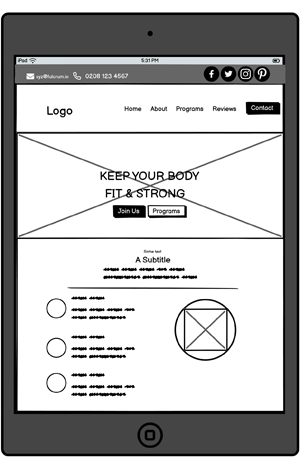 iPad 5:31 PM
xyz@fulcrum.io 0208 123 4567
Logo Home About Programs Reviews Contact
KEEP YOUR BODY
FIT & STRONG
Join Us Programs
Some text
A Subtitle